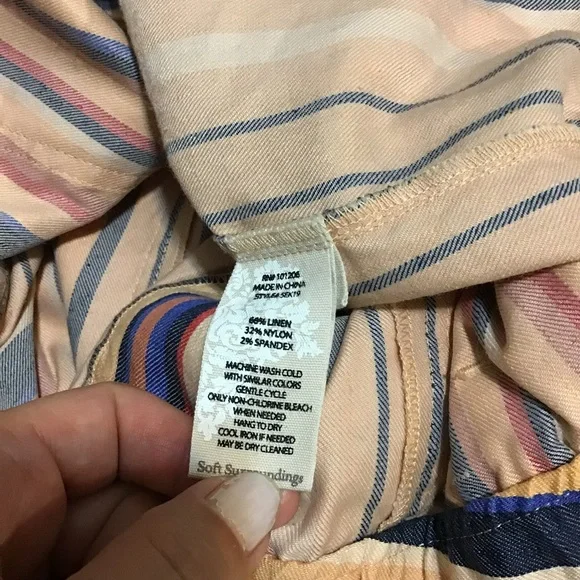 RN# 101206
MADE IN CHINA
STYLE# 5EX19
66% LINEN
32% NYLON
2% SPANDEX
MACHINE WASH COLD
WITH SIMILAR COLORS
GENTLE CYCLE
ONLY NON-CHLORINE BLEACH
WHEN NEEDED
HANG TO DRY
COOL IRON IF NEEDED
MAY BE DRY CLEANED
Soft Surroundings